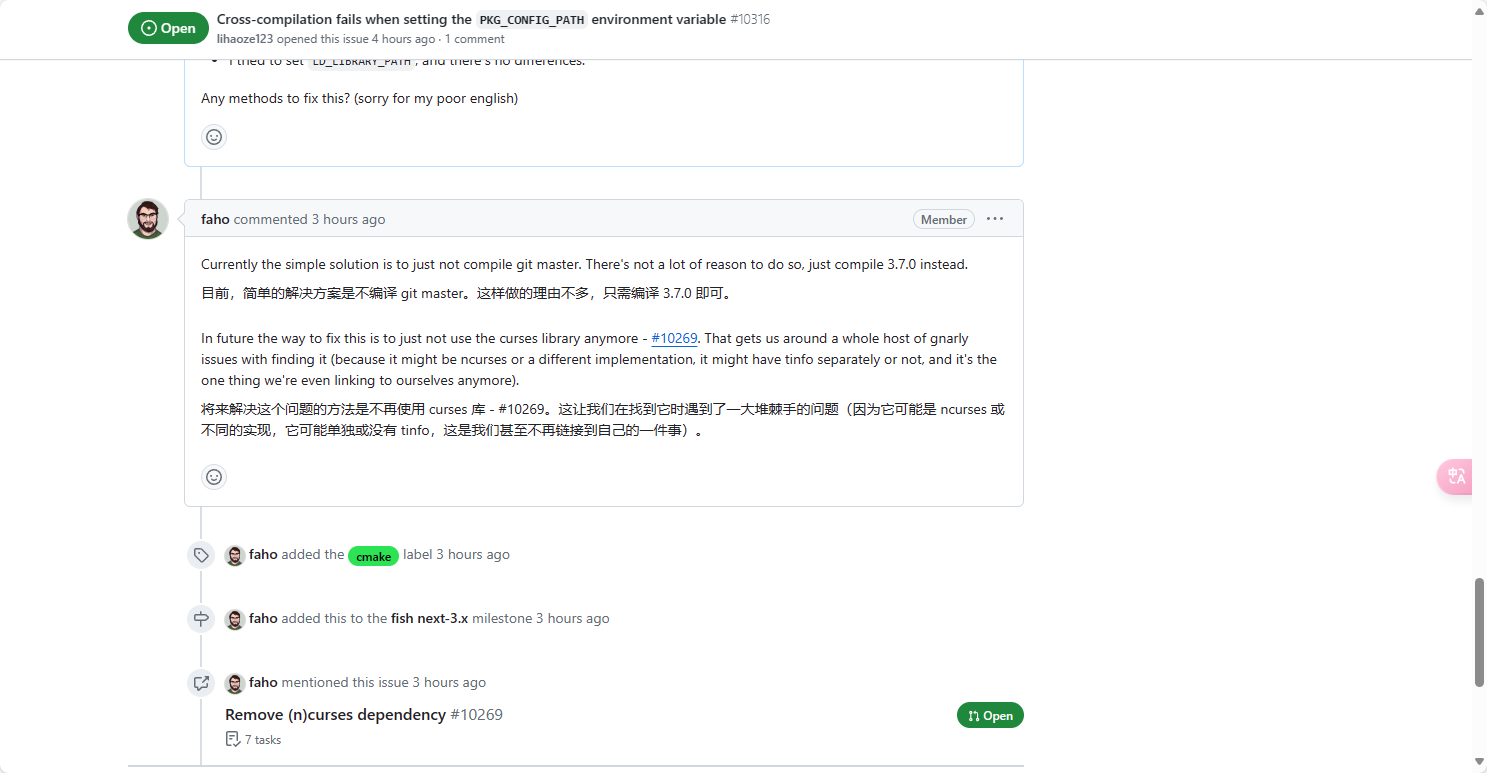 Open
Cross-compilation fails when setting the PKG_CONFIG_PATH environment variable #10316
lihaoze123 opened this issue 4 hours ago · 1 comment
• I tried to set LD_LIBRARY_PATH, and there's no differences.
Any methods to fix this? (sorry for my poor english)
faho commented 3 hours ago
Member
Currently the simple solution is to just not compile git master. There's not a lot of reason to do so, just compile 3.7.0 instead.
目前，简单的解决方案是不编译 git master。这样做的理由不多，只需编译 3.7.0 即可。
In future the way to fix this is to just not use the curses library anymore - #10269. That gets us around a whole host of gnarly
issues with finding it (because it might be ncurses or a different implementation, it might have tinfo separately or not, and it's the
one thing we're even linking to ourselves anymore).
将来解决这个问题的方法是不再使用 curses 库 - #10269。这让我们在找到它时遇到了一大堆棘手的问题（因为它可能是 ncurses 或
不同的实现，它可能单独或没有 tinfo，这是我们甚至不再链接到自己的一件事）。
faho added the cmake label 3 hours ago
faho added this to the fish next-3.x milestone 3 hours ago
faho mentioned this issue 3 hours ago
Remove (n)curses dependency #10269
Open
7 tasks